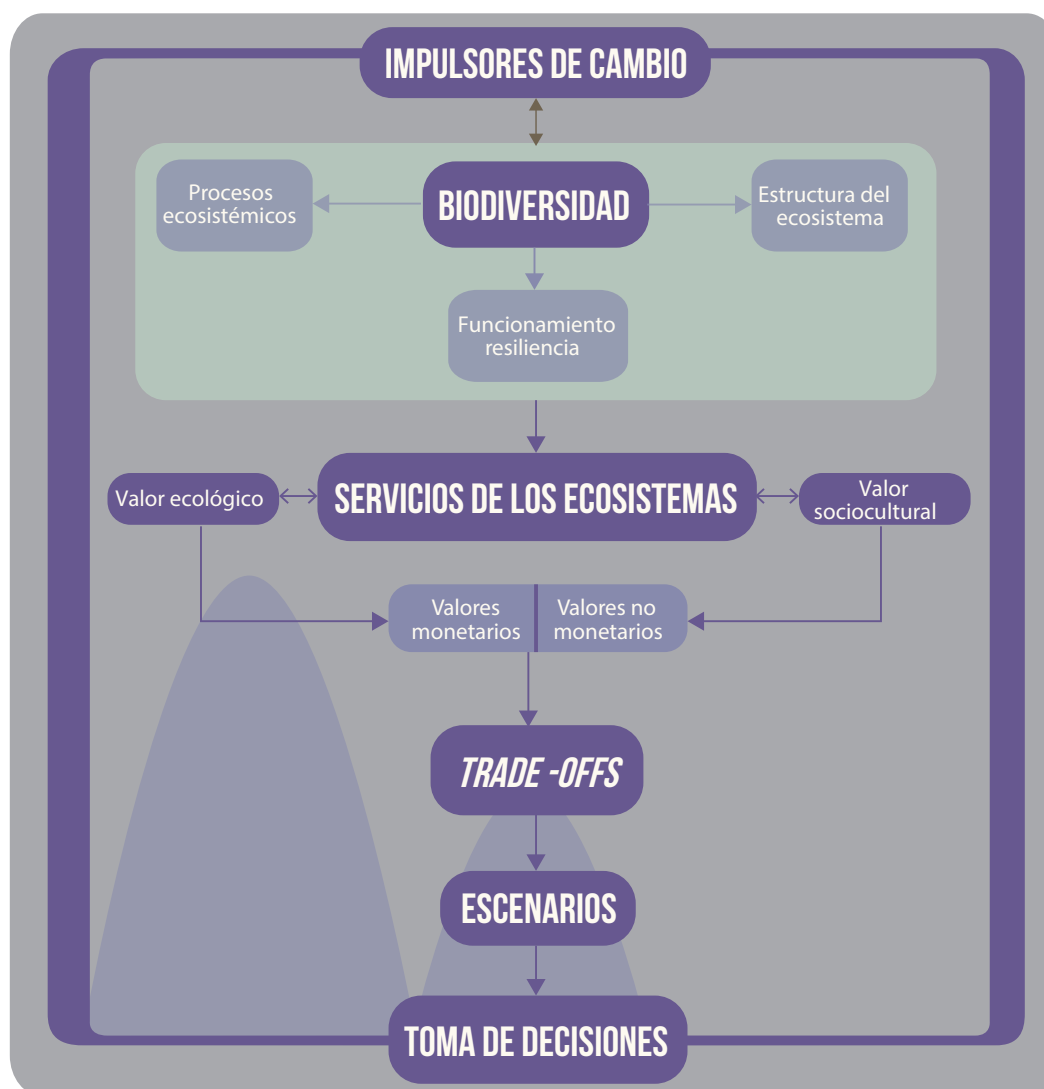 IMPULSORES DE CAMBIO
Procesos
ecosistémicos
BIODIVERSIDAD
Estructura del
ecosistema
Funcionamiento
resiliencia
Valor ecológico
SERVICIOS DE LOS ECOSISTEMAS
Valor
sociocultural
Valores
monetarios
Valores no
monetarios
TRADE -OFFS
ESCENARIOS
TOMA DE DECISIONES